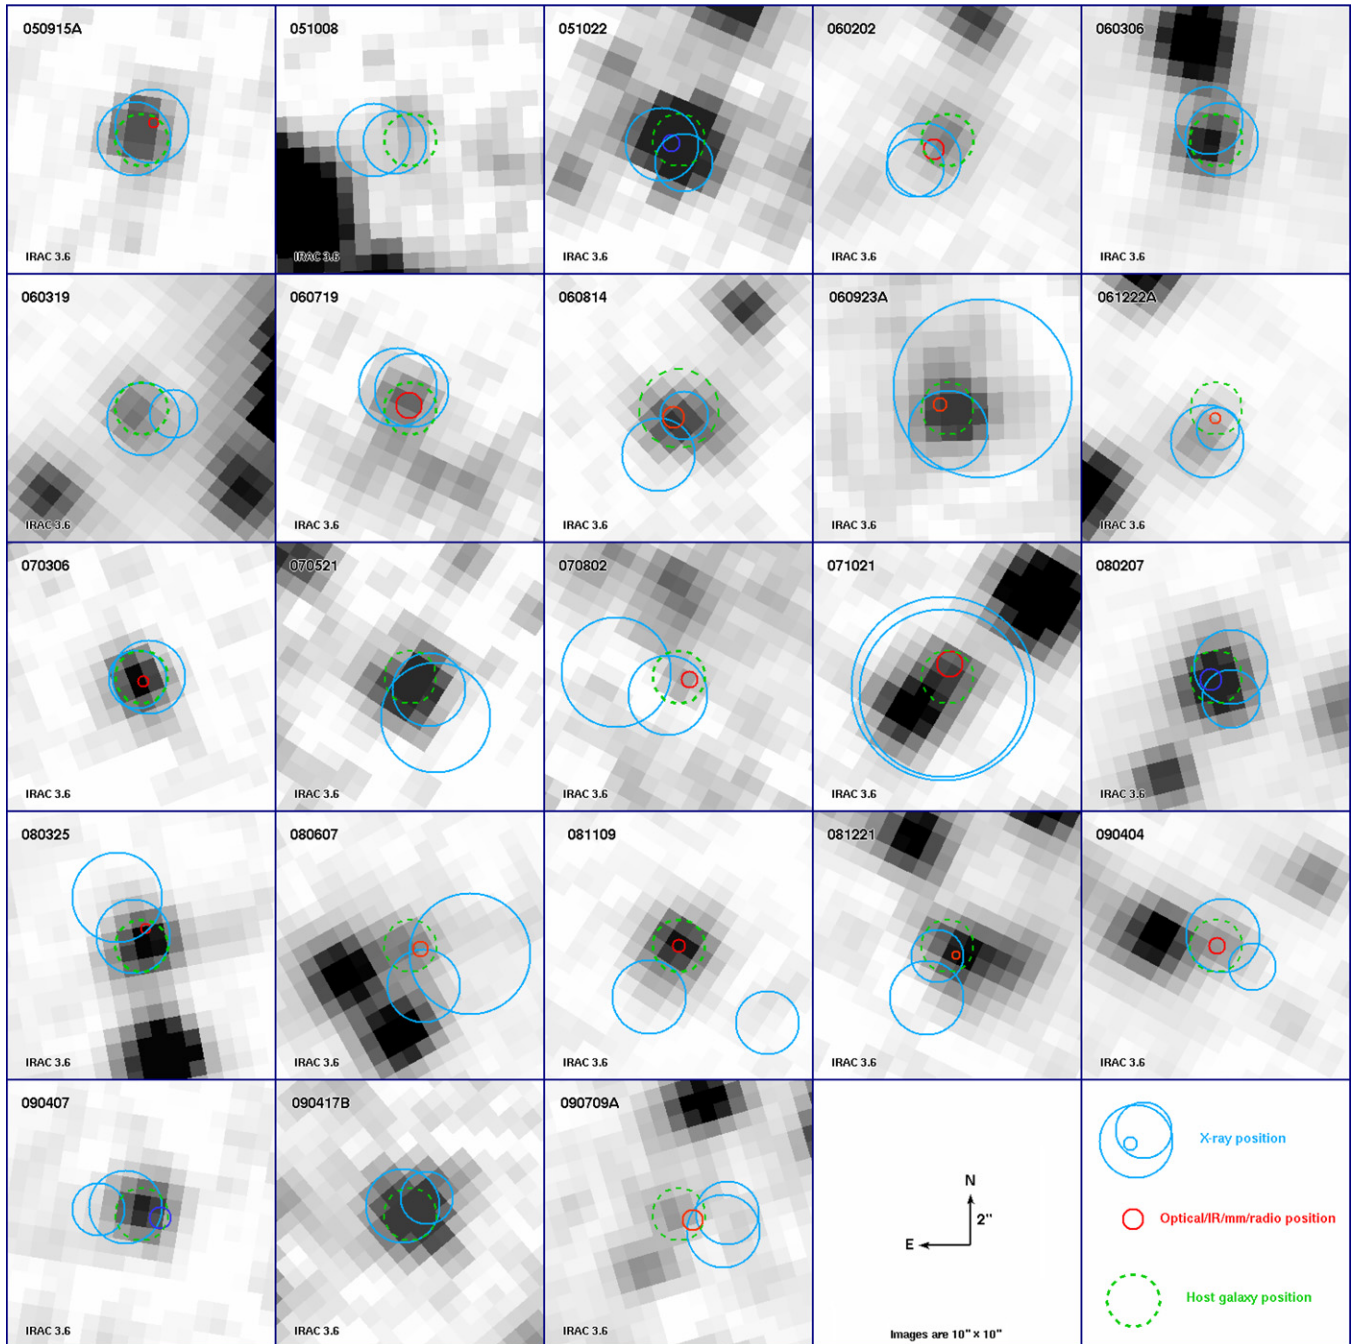 050915A
051008
051022
060202
060306
IRAC 3.6
IRAC 3.6
IRAC 3.6
IRAC 3.6
IRAC 3.6
060319
060719
060814
060923A
061222A
IRAC 3.6
IRAC 3.6
IRAC 3.6
IRAC 3.6
IRAC 3.6
070306
070521
070802
071021
080207
IRAC 3.6
IRAC 3.6
IRAC 3.6
IRAC 3.6
IRAC 3.6
080325
080607
081109
081221
090404
IRAC 3.6
IRAC 3.6
IRAC 3.6
IRAC 3.6
IRAC 3.6
090407
090417B
090709A
IRAC 3.6
IRAC 3.6
IRAC 3.6
N
2"
E
Images are 10" × 10"
X-ray position
Optical/IR/mm/radio position
Host galaxy position